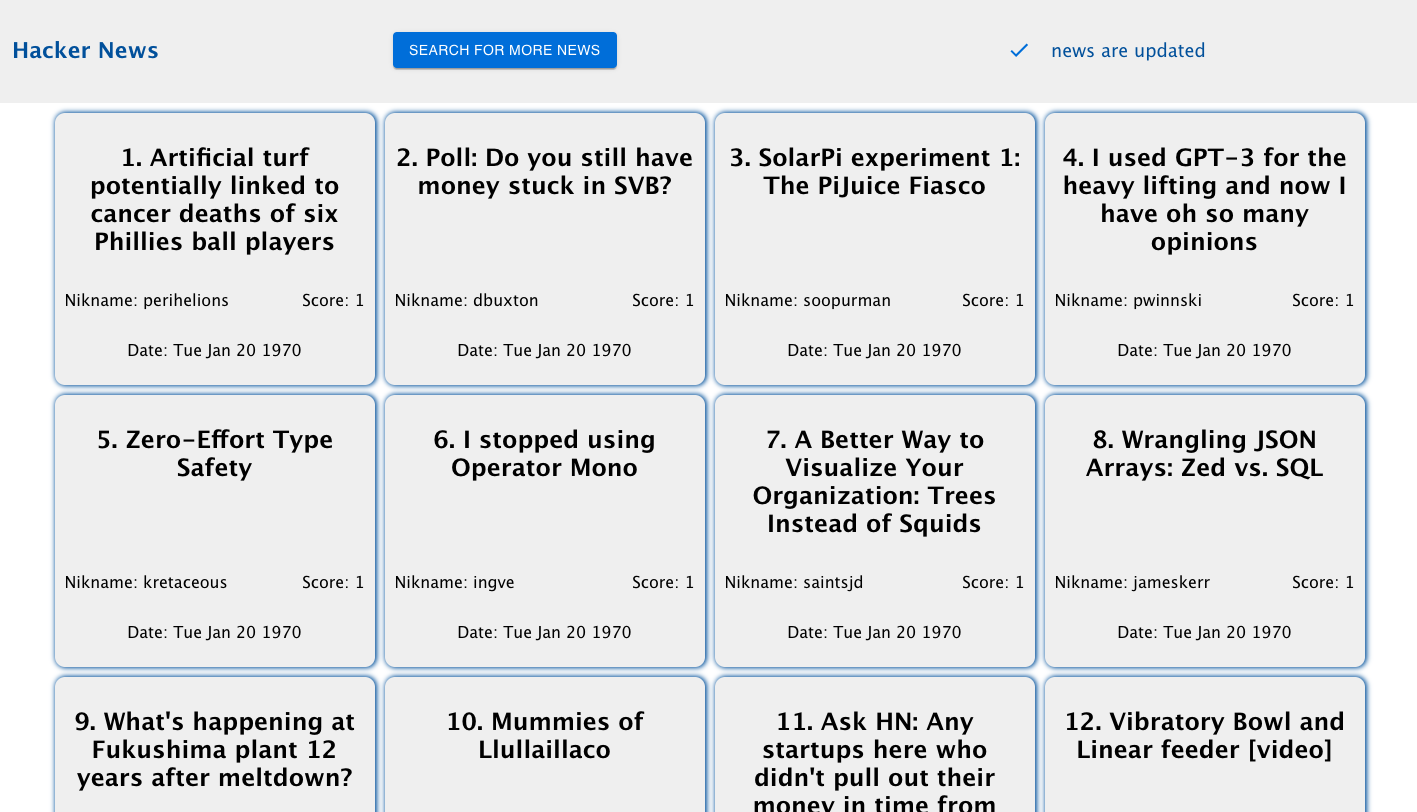 Hacker News
SEARCH FOR MORE NEWS
news are updated
1. Artificial turf
potentially linked to
cancer deaths of six
Phillies ball players
Nikname: perihelions
Score: 1
Date: Tue Jan 20 1970
2. Poll: Do you still have
money stuck in SVB?
Nikname: dbuxton
Score: 1
Date: Tue Jan 20 1970
3. SolarPi experiment 1:
The PiJuice Fiasco
Nikname: soopurman
Score: 1
Date: Tue Jan 20 1970
4. I used GPT-3 for the
heavy lifting and now I
have oh so many
opinions
Nikname: pwinnski
Score: 1
Date: Tue Jan 20 1970
5. Zero-Effort Type
Safety
Nikname: kretaceous
Score: 1
Date: Tue Jan 20 1970
6. I stopped using
Operator Mono
Nikname: ingve
Score: 1
Date: Tue Jan 20 1970
7. A Better Way to
Visualize Your
Organization: Trees
Instead of Squids
Nikname: saintsjd
Score: 1
Date: Tue Jan 20 1970
8. Wrangling JSON
Arrays: Zed vs. SQL
Nikname: jameskerr
Score: 1
Date: Tue Jan 20 1970
9. What's happening at
Fukushima plant 12
years after meltdown?
10. Mummies of
Llullaillaco
11. Ask HN: Any
startups here who
didn't pull out their
money in time from
12. Vibratory Bowl and
Linear feeder [video]